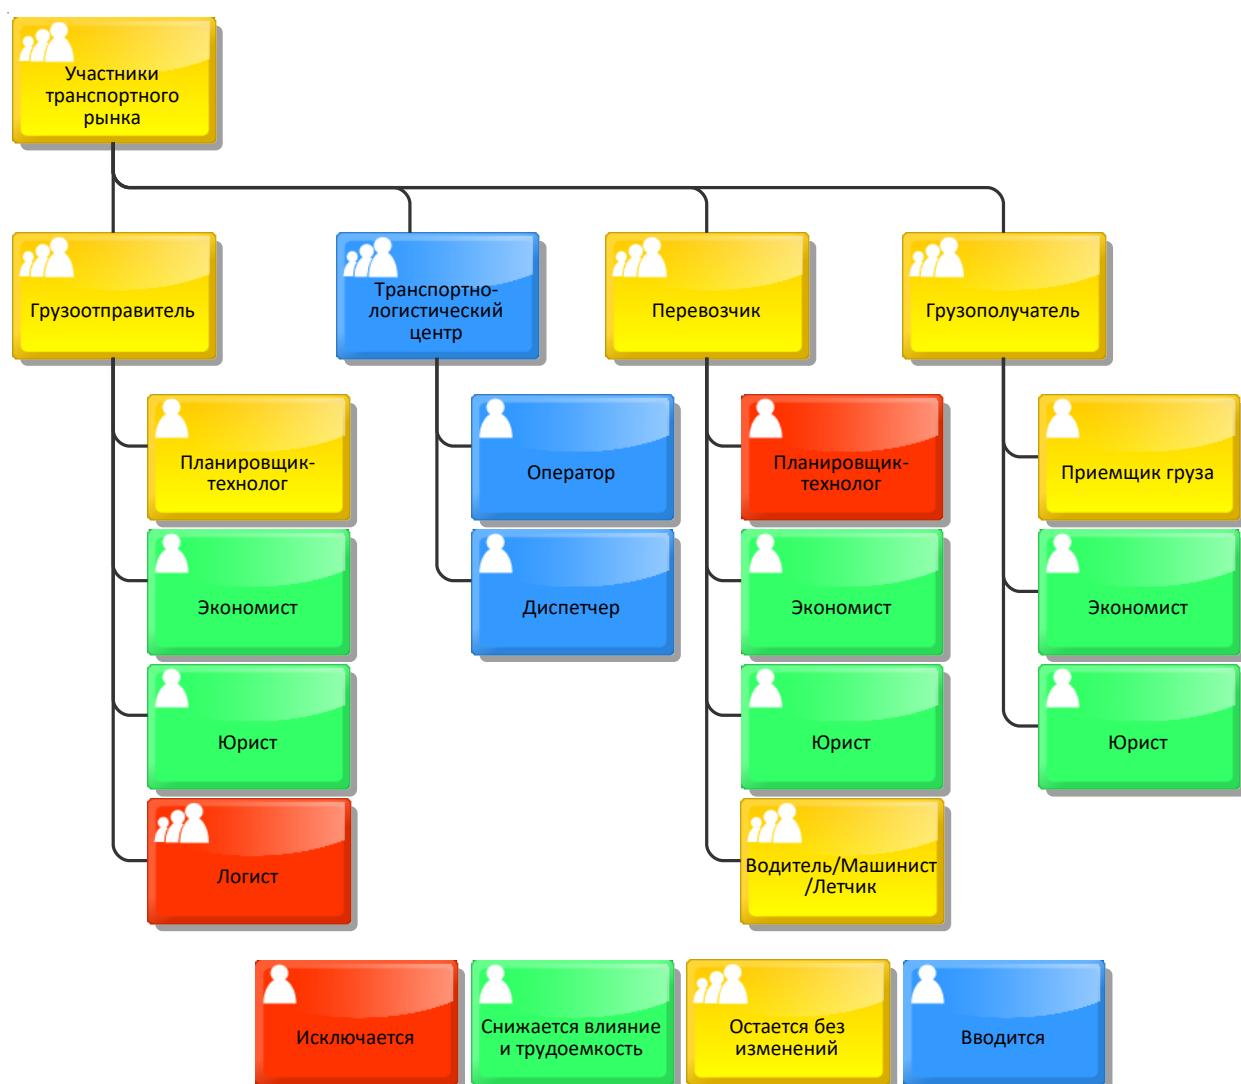 Участники
транспортного
рынка
Грузоотправитель
Транспортно-
логистический
центр
Перевозчик
Грузополучатель
Планировщик-
технолог
Оператор
Планировщик-
технолог
Приемщик груза
Экономист
Диспетчер
Экономист
Экономист
Юрист
Юрист
Юрист
Логист
Водитель/Машинист
/Летчик
Исключается
Снижается влияние
и трудоемкость
Остается без
изменений
Вводится